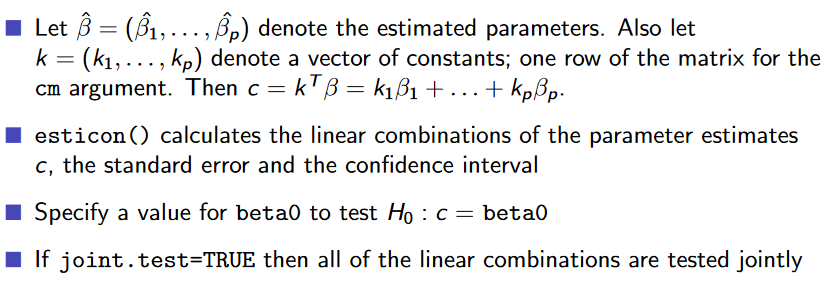 Let β̂ = (β̂₁, . . . , β̂ₚ) denote the estimated parameters. Also let
k = (k₁, . . . , kₚ) denote a vector of constants; one row of the matrix for the
cm argument. Then c = kᵀβ = k₁β₁ + . . . + kₚβₚ.
esticon() calculates the linear combinations of the parameter estimates
c, the standard error and the confidence interval
Specify a value for beta0 to test H₀ : c = beta0
If joint.test=TRUE then all of the linear combinations are tested jointly